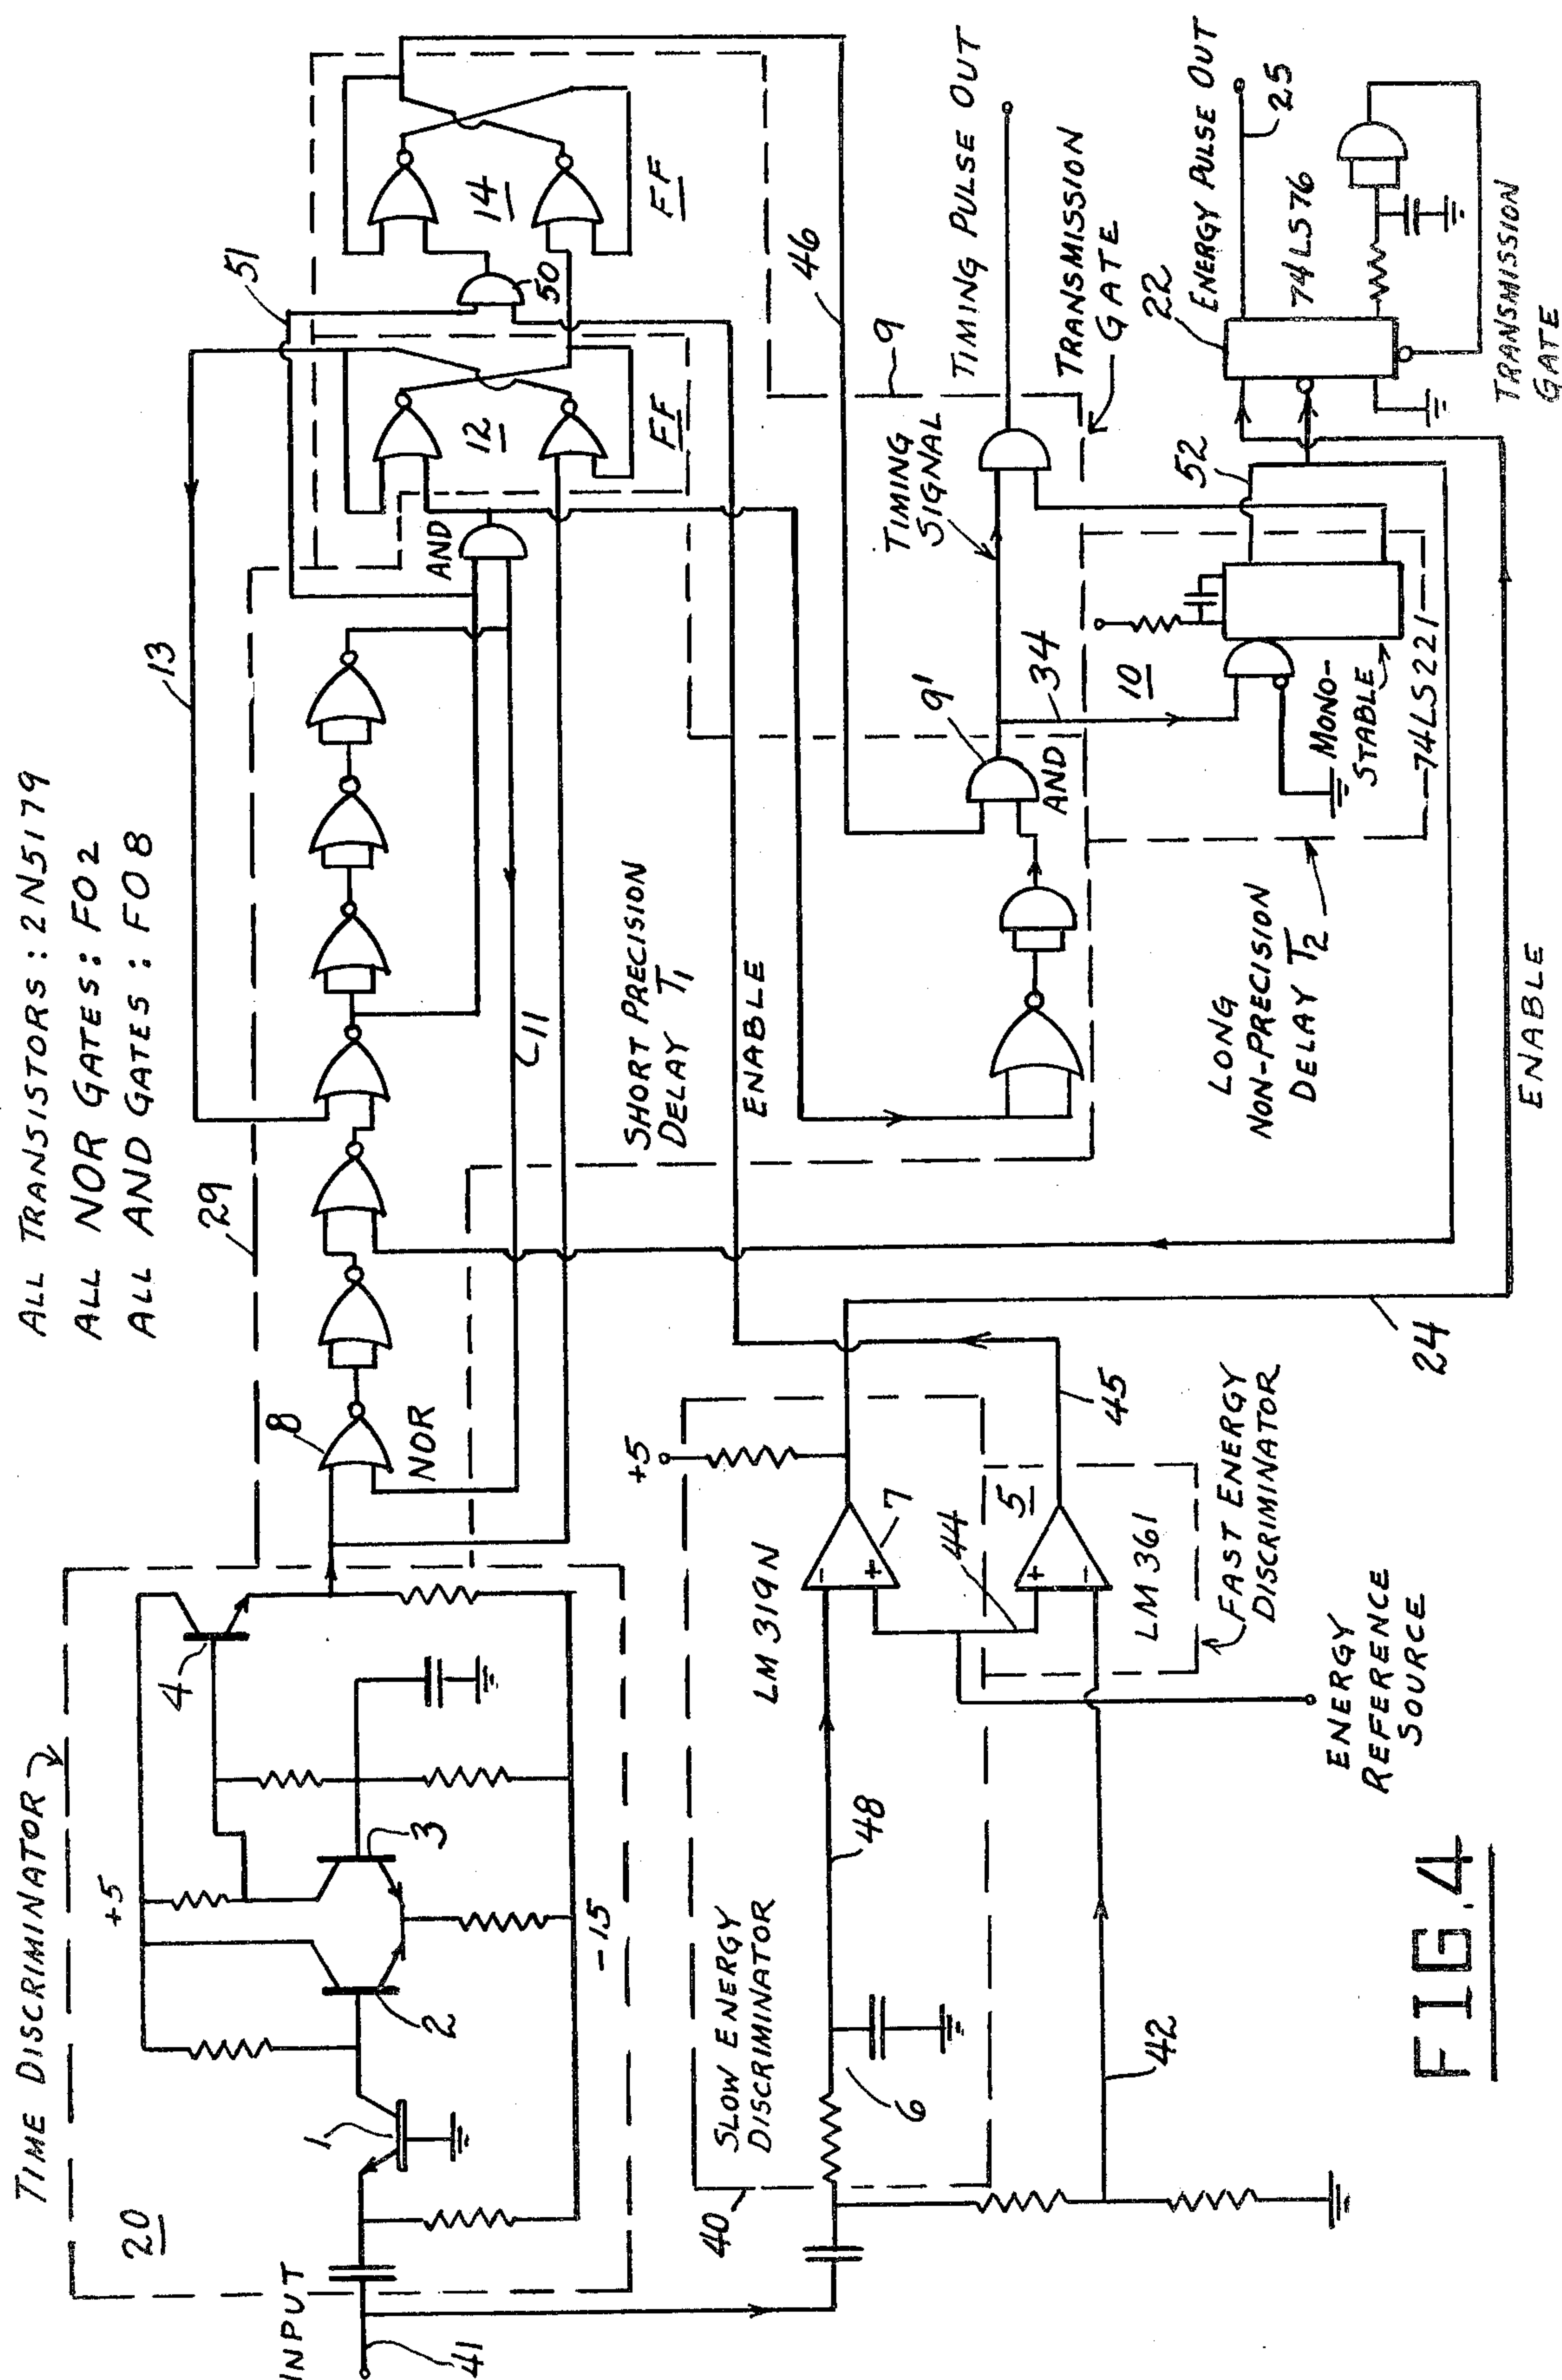 ALL TRANSISTORS: 2N5179
ALL NOR GATES: FO2
ALL AND GATES: FO8
TIME DISCRIMINATOR
20
INPUT
41
+5
-15
1
2
3
4
29
8
NOR
13
11
AND
51
12
FF
14
FF
50
46
9
SHORT PRECISION
DELAY T1
ENABLE
TIMING
SIGNAL
TIMING PULSE OUT
TRANSMISSION
GATE
9'
AND
34
10
MONO-
STABLE
74LS221
52
LONG
NON-PRECISION
DELAY T2
22
ENERGY PULSE OUT
25
74LS76
TRANSMISSION
GATE
ENABLE
24
SLOW ENERGY
DISCRIMINATOR
40
6
48
LM319N
+5
7
44
5
45
LM361
FAST ENERGY
DISCRIMINATOR
42
ENERGY
REFERENCE
SOURCE
FIG.4